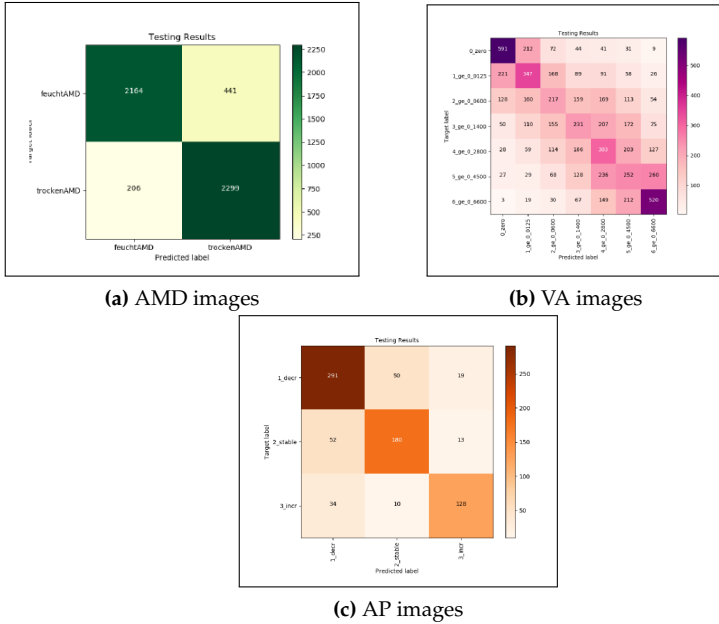 Testing Results
feuchtAMD 2164 441
trockenAMD 206 2299
feuchtAMD trockenAMD
Predicted label
Target label
2250
2000
1750
1500
1250
1000
750
500
250
(a) AMD images
Testing Results
0_zero 591 212 72 44 41 31 9
1_ge_0_0125 221 347 168 89 91 58 26
2_ge_0_0600 128 160 217 159 169 113 54
3_ge_0_1400 50 110 155 231 207 172 75
4_ge_0_2800 28 59 114 166 303 203 127
5_ge_0_4500 27 29 68 128 236 252 260
6_ge_0_6600 3 19 30 67 149 212 520
0_zero 1_ge_0_0125 2_ge_0_0600 3_ge_0_1400 4_ge_0_2800 5_ge_0_4500 6_ge_0_6600
Predicted label
Target label
500
400
300
200
100
(b) VA images
Testing Results
1_decr 291 50 19
2_stable 52 180 13
3_incr 34 10 128
1_decr 2_stable 3_incr
Predicted label
Target label
250
200
150
100
50
(c) AP images